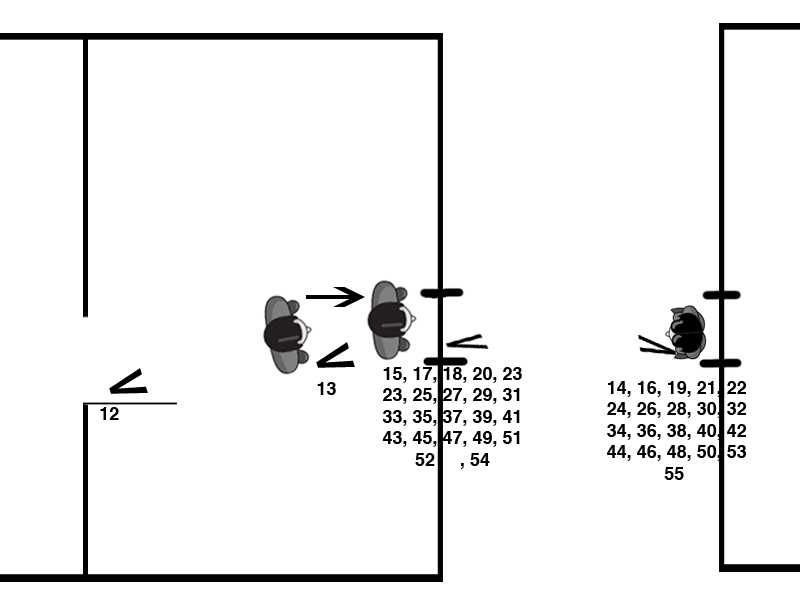 12
13
15, 17, 18, 20, 23
23, 25, 27, 29, 31
33, 35, 37, 39, 41
43, 45, 47, 49, 51
52 , 54
14, 16, 19, 21, 22
24, 26, 28, 30, 32
34, 36, 38, 40, 42
44, 46, 48, 50, 53
55